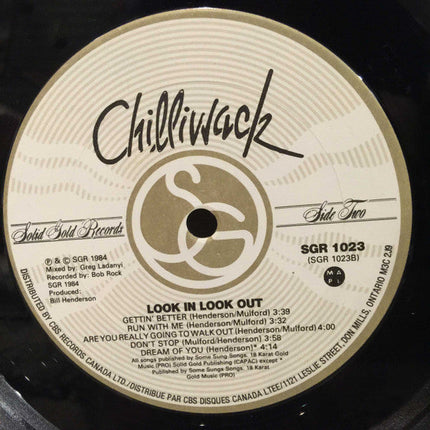 Chilliwack
Solid Gold Records
Side Two
SG
℗ & © SGR 1984
Mixed by: Greg Ladanyi
Recorded by: Bob Rock
SGR 1984
Produced:
Bill Henderson
SGR 1023
(SGR 1023B)
MAPL
LOOK IN LOOK OUT
GETTIN' BETTER (Henderson/Mulford) 3:39
RUN WITH ME (Henderson/Mulford) 3:32
ARE YOU REALLY GOING TO WALK OUT (Henderson/Mulford) 4:00
DON'T STOP (Mulford/Henderson) 3:58
DREAM OF YOU (Henderson)* 4:14
All songs published by Some Sung Songs, 18 Karat Gold
Music (PRO) Solid Gold Publishing (CAPAC) except *
Published by Some Sung Songs, 18 Karat
Gold Music (PRO)
DISTRIBUTED BY CBS RECORDS CANADA LTD./DISTRIBUE PAR CBS DISQUES CANADA LTEE/1121 LESLIE STREET, DON MILLS, ONTARIO M3C 2J9